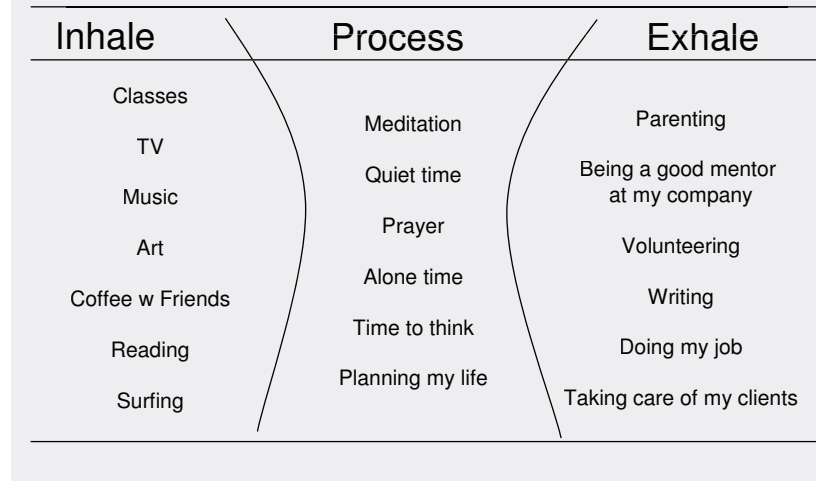 Inhale
Process
Exhale
Classes
TV
Music
Art
Coffee w Friends
Reading
Surfing
Meditation
Quiet time
Prayer
Alone time
Time to think
Planning my life
Parenting
Being a good mentor
at my company
Volunteering
Writing
Doing my job
Taking care of my clients